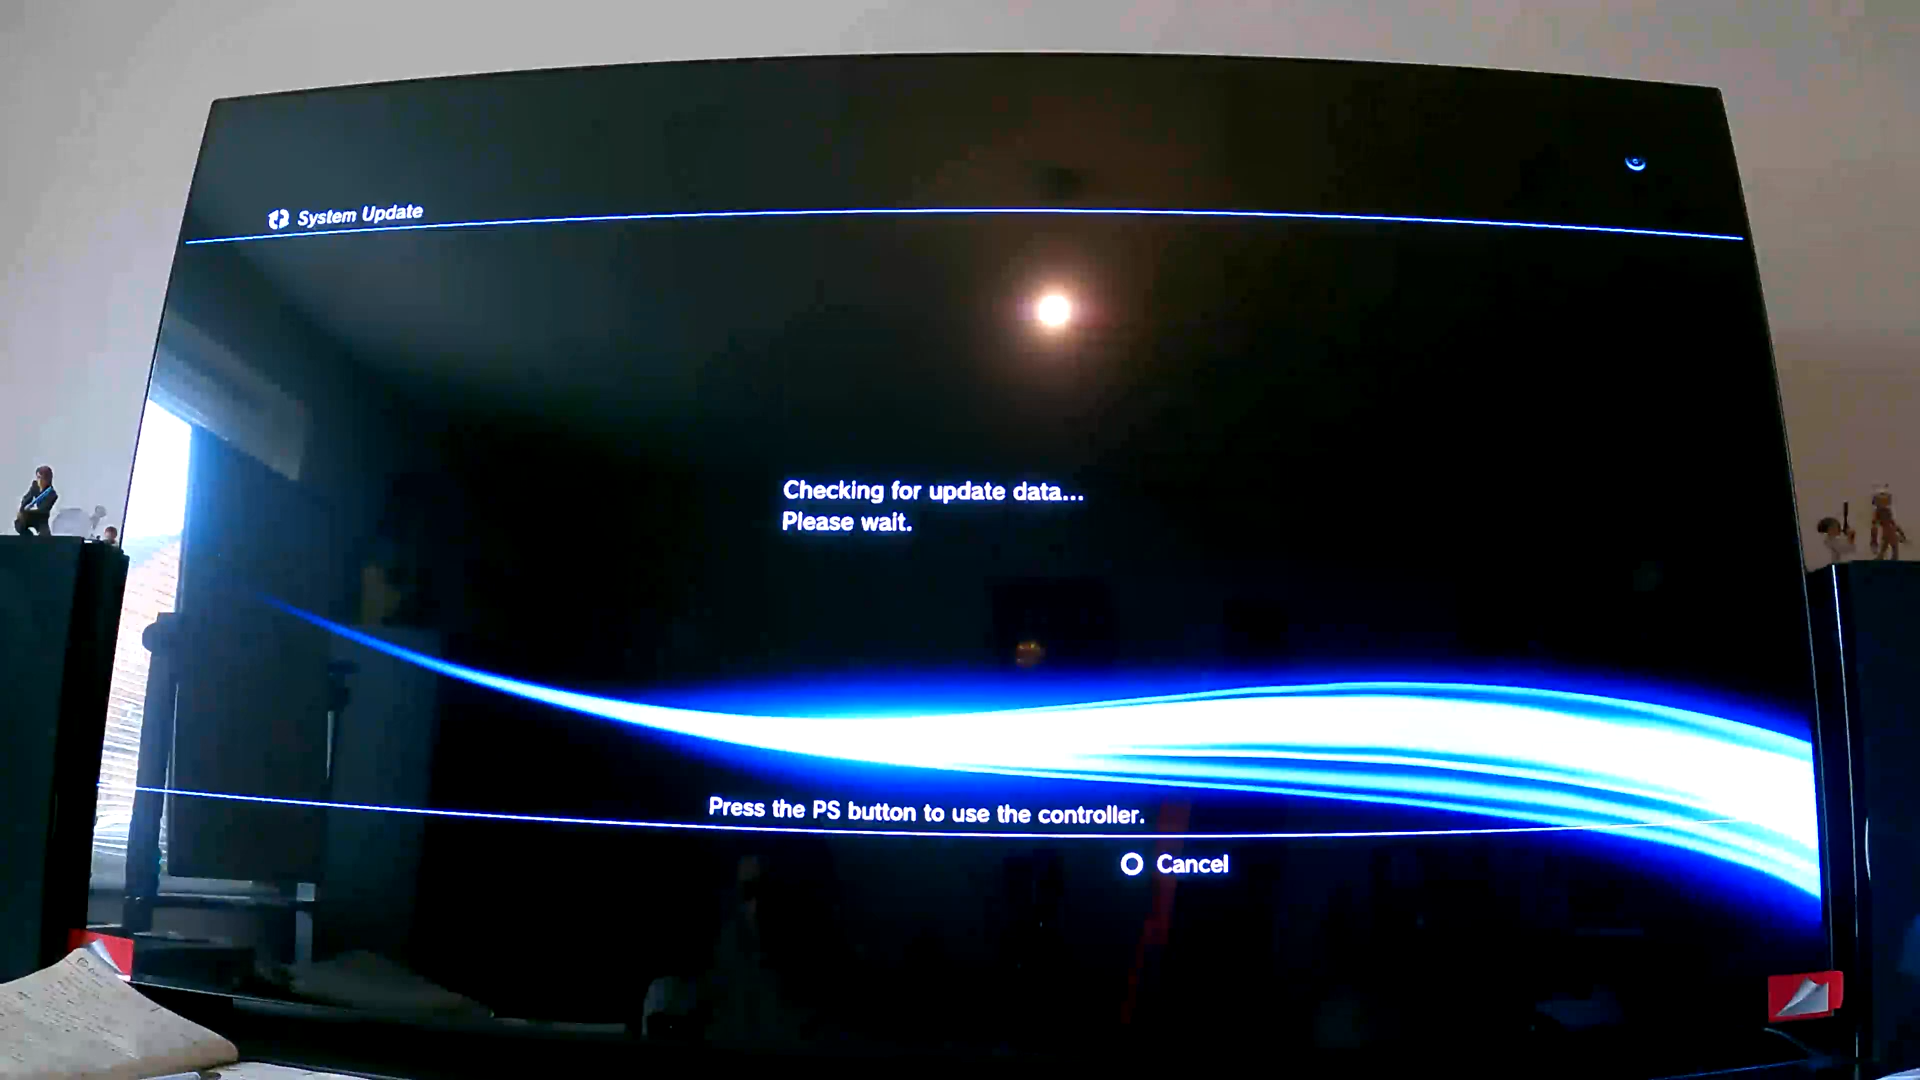 System Update
Checking for update data...
Please wait.
Press the PS button to use the controller.
Cancel